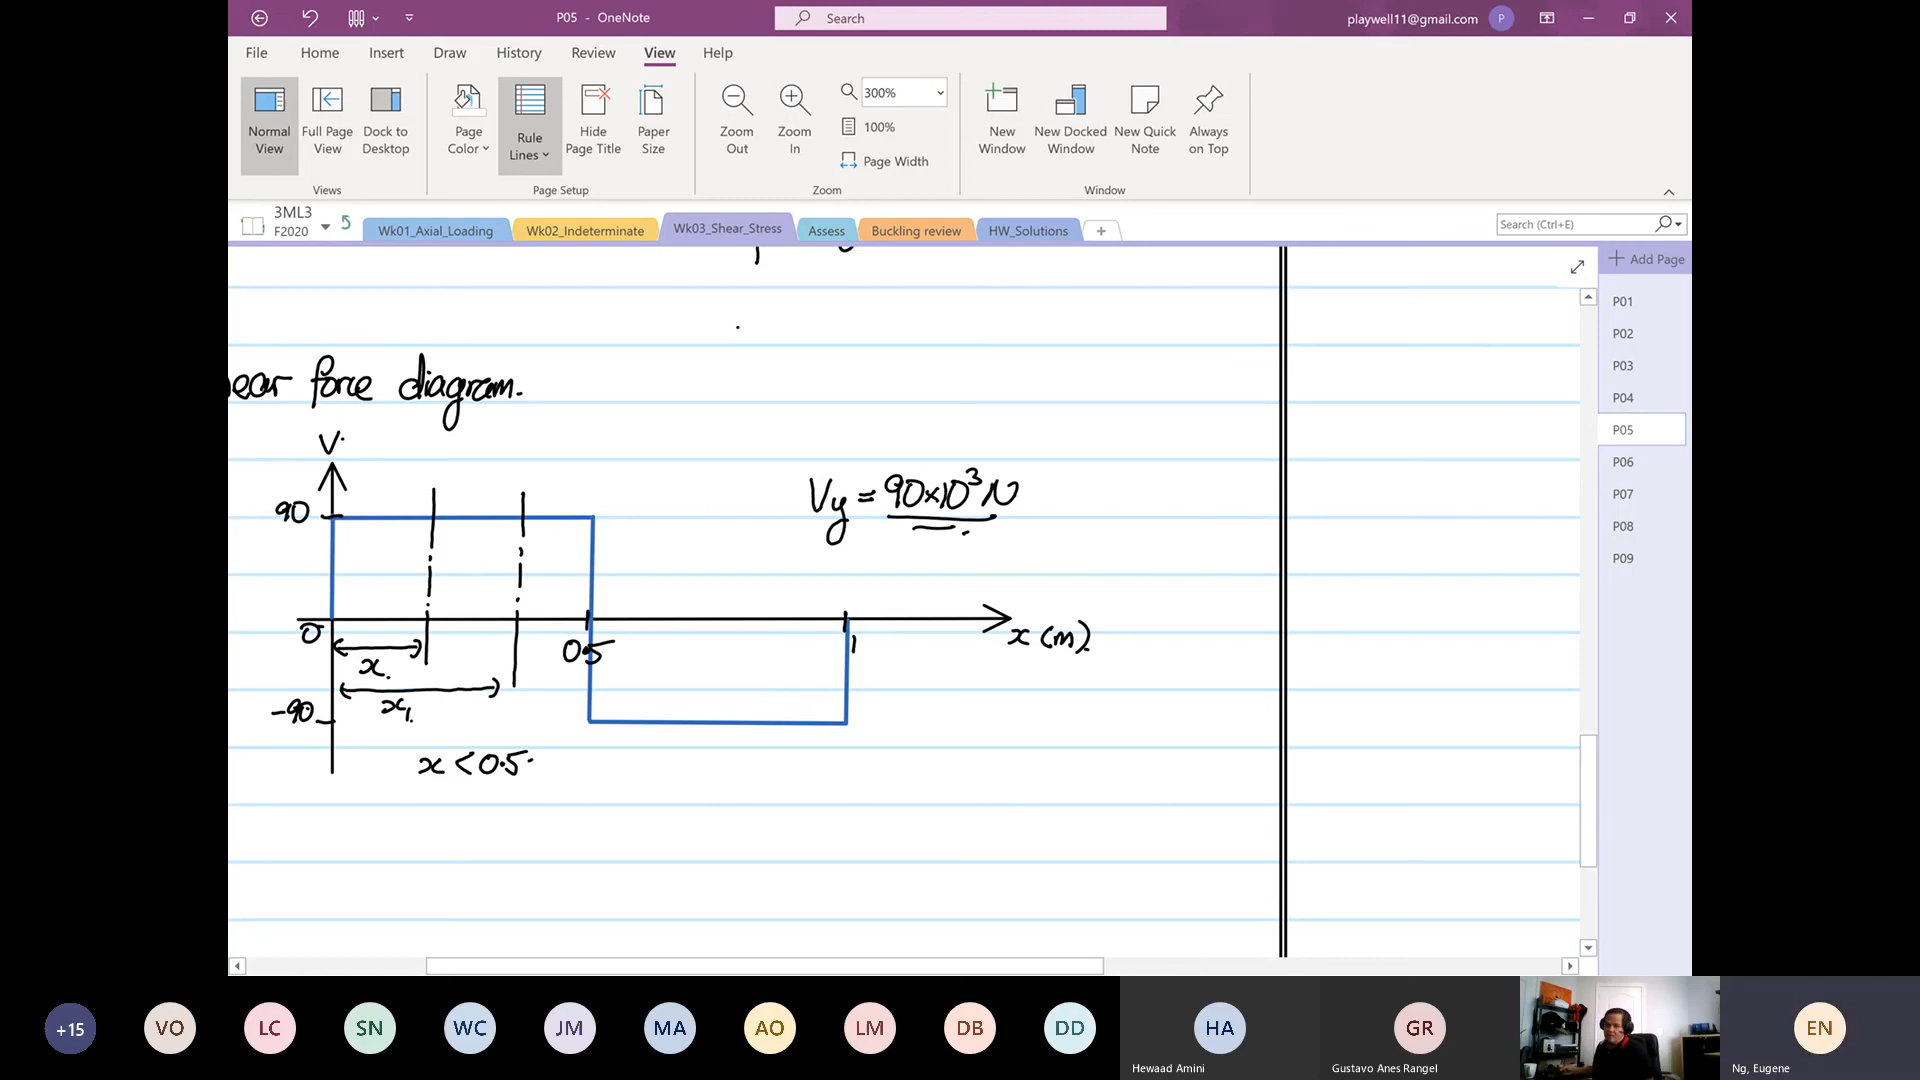 P05 - OneNote
Search
playwell11@gmail.com
P
File Home Insert Draw History Review View Help
Normal View
Full Page View
Dock to Desktop
Views
Page Color
Rule Lines
Hide Page Title
Paper Size
Page Setup
Zoom Out
Zoom In
300%
100%
Page Width
Zoom
New Window
New Docked Window
New Quick Note
Always on Top
Window
3ML3 F2020
Wk01_Axial_Loading
Wk02_Indeterminate
Wk03_Shear_Stress
Assess
Buckling review
HW_Solutions
+
Search (Ctrl+E)
Add Page
P01
P02
P03
P04
P05
P06
P07
P08
P09
hear force diagram.
V
90
Vy = 90×10³ N
0
0.5
1
x (m)
x
x₁
-90
x < 0.5
+15
VO
LC
SN
WC
JM
MA
AO
LM
DB
DD
HA
Hewaad Amini
GR
Gustavo Anes Rangel
EN
Ng, Eugene